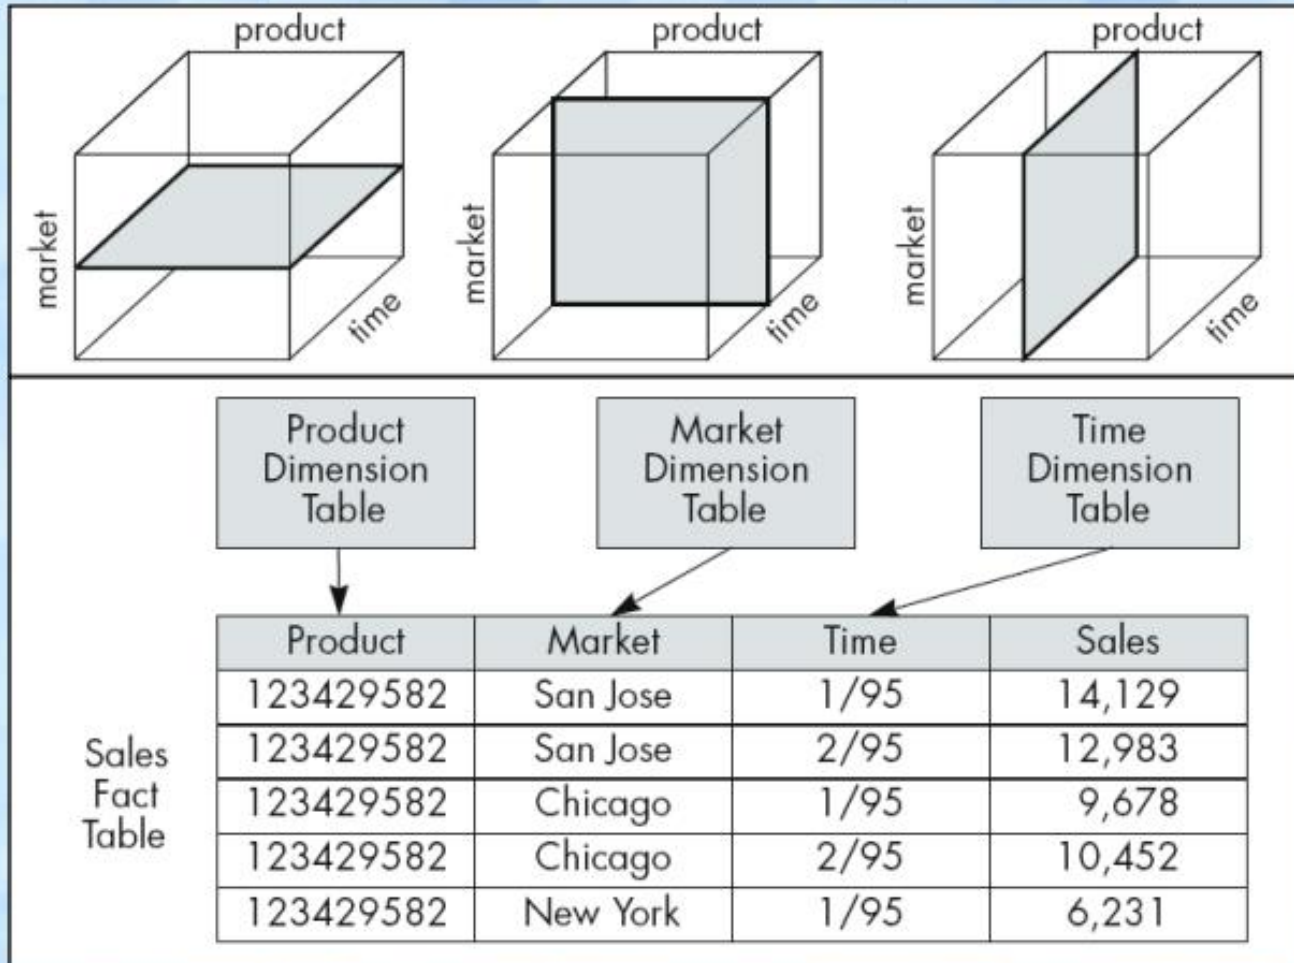 product
market
time
product
market
time
product
market
time
Product
Dimension
Table
Market
Dimension
Table
Time
Dimension
Table
Sales
Fact
Table
Product Market Time Sales
123429582 San Jose 1/95 14,129
123429582 San Jose 2/95 12,983
123429582 Chicago 1/95 9,678
123429582 Chicago 2/95 10,452
123429582 New York 1/95 6,231